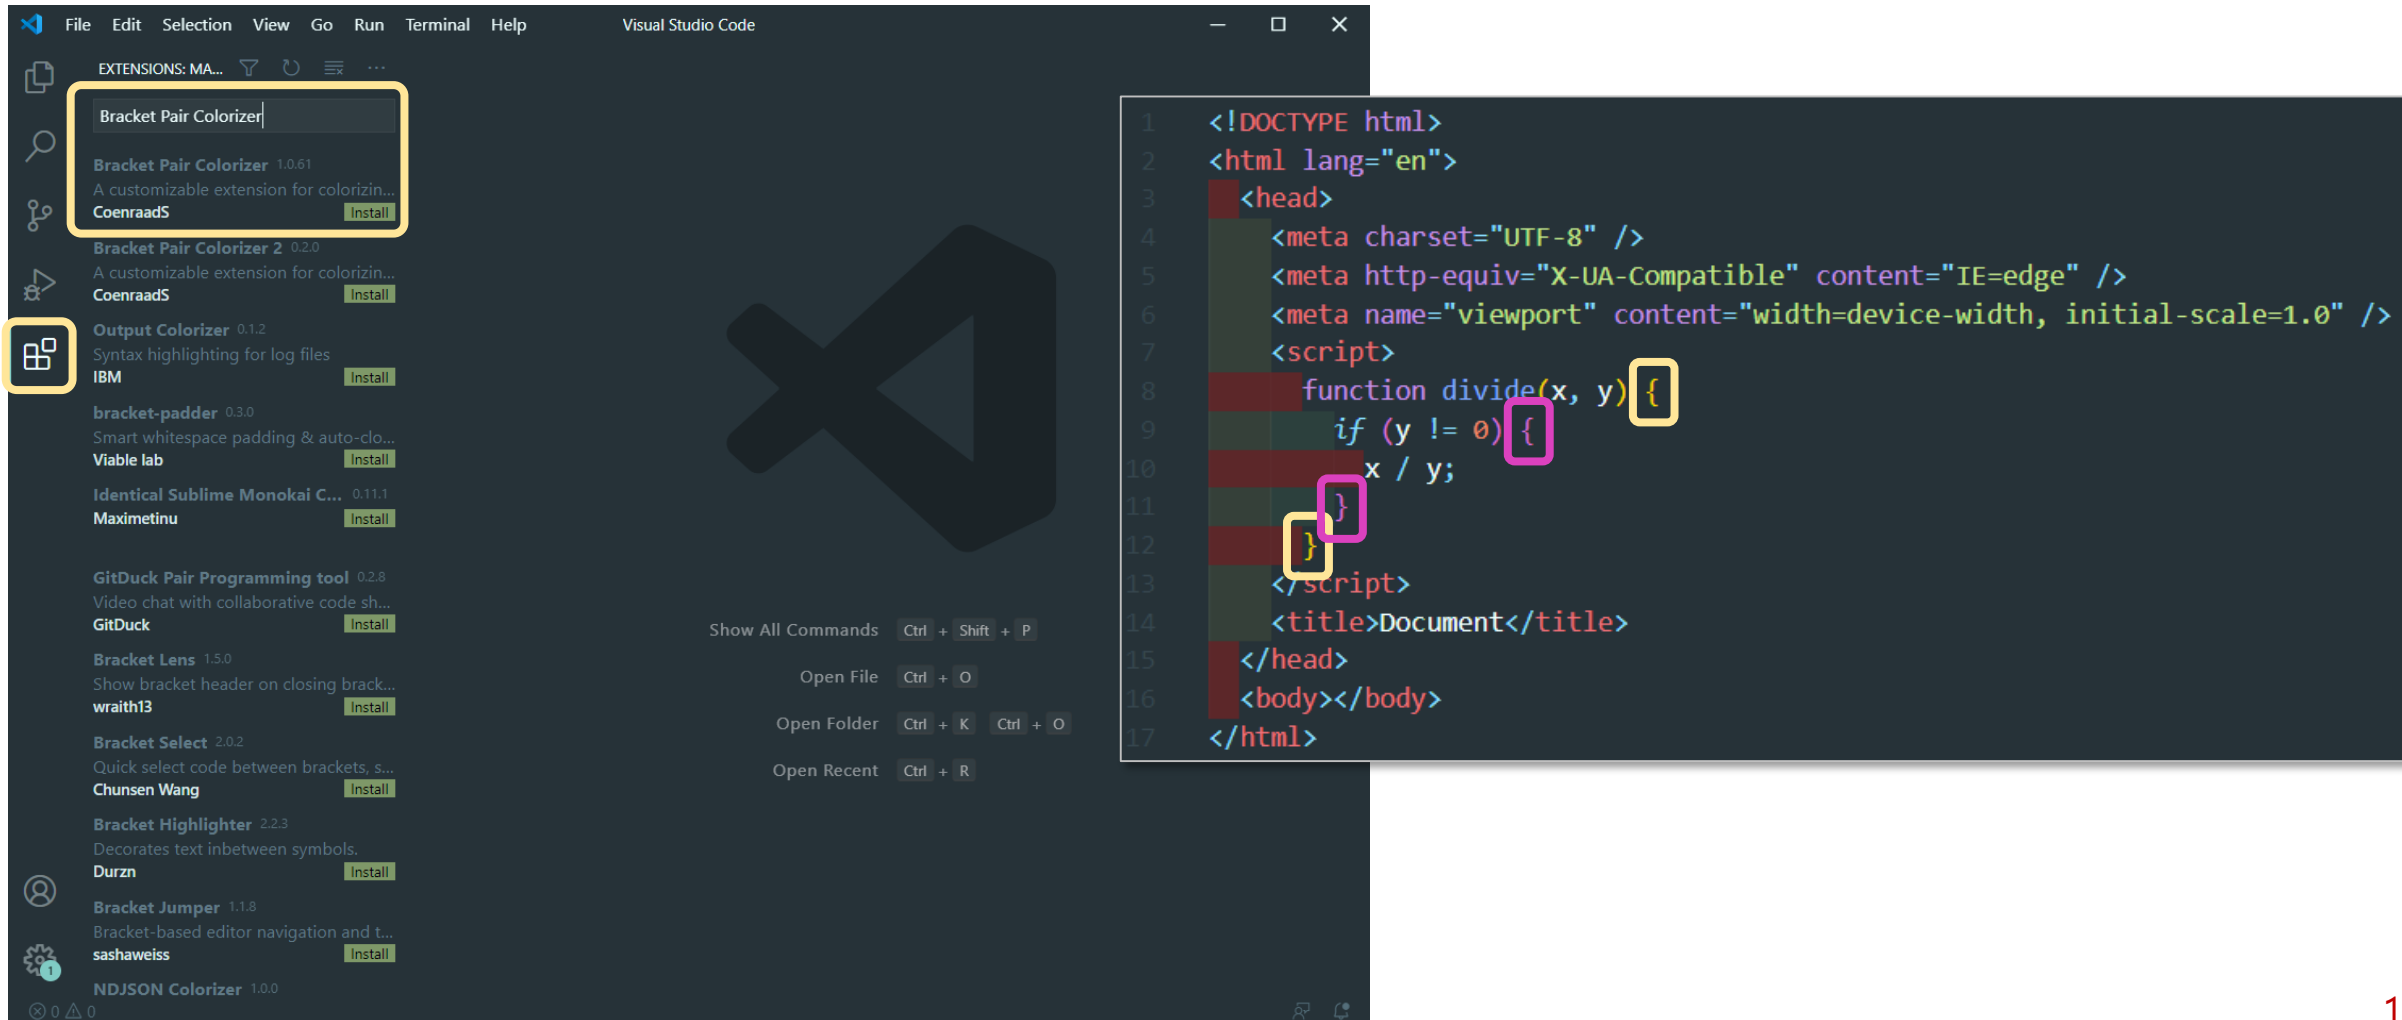 File Edit Selection View Go Run Terminal Help Visual Studio Code
EXTENSIONS: MA...
Bracket Pair Colorizer
Bracket Pair Colorizer 1.0.61
A customizable extension for colorizin...
CoenraadS Install
Bracket Pair Colorizer 2 0.2.0
A customizable extension for colorizin...
CoenraadS Install
Output Colorizer 0.1.2
Syntax highlighting for log files
IBM Install
bracket-padder 0.3.0
Smart whitespace padding & auto-clo...
Viable lab Install
Identical Sublime Monokai C... 0.11.1
Maximetinu Install
GitDuck Pair Programming tool 0.2.8
Video chat with collaborative code sh...
GitDuck Install
Bracket Lens 1.5.0
Show bracket header on closing brack...
wraith13 Install
Bracket Select 2.0.2
Quick select code between brackets, s...
Chunsen Wang Install
Bracket Highlighter 2.2.3
Decorates text inbetween symbols.
Durzn Install
Bracket Jumper 1.1.8
Bracket-based editor navigation and t...
sashaweiss Install
NDJSON Colorizer 1.0.0
1
0 0
Show All Commands Ctrl + Shift + P
Open File Ctrl + O
Open Folder Ctrl + K Ctrl + O
Open Recent Ctrl + R
1 <!DOCTYPE html>
2 <html lang="en">
3 <head>
4 <meta charset="UTF-8" />
5 <meta http-equiv="X-UA-Compatible" content="IE=edge" />
6 <meta name="viewport" content="width=device-width, initial-scale=1.0" />
7 <script>
8 function divide(x, y) {
9 if (y != 0) {
10 x / y;
11 }
12 }
13 </script>
14 <title>Document</title>
15 </head>
16 <body></body>
17 </html>
1